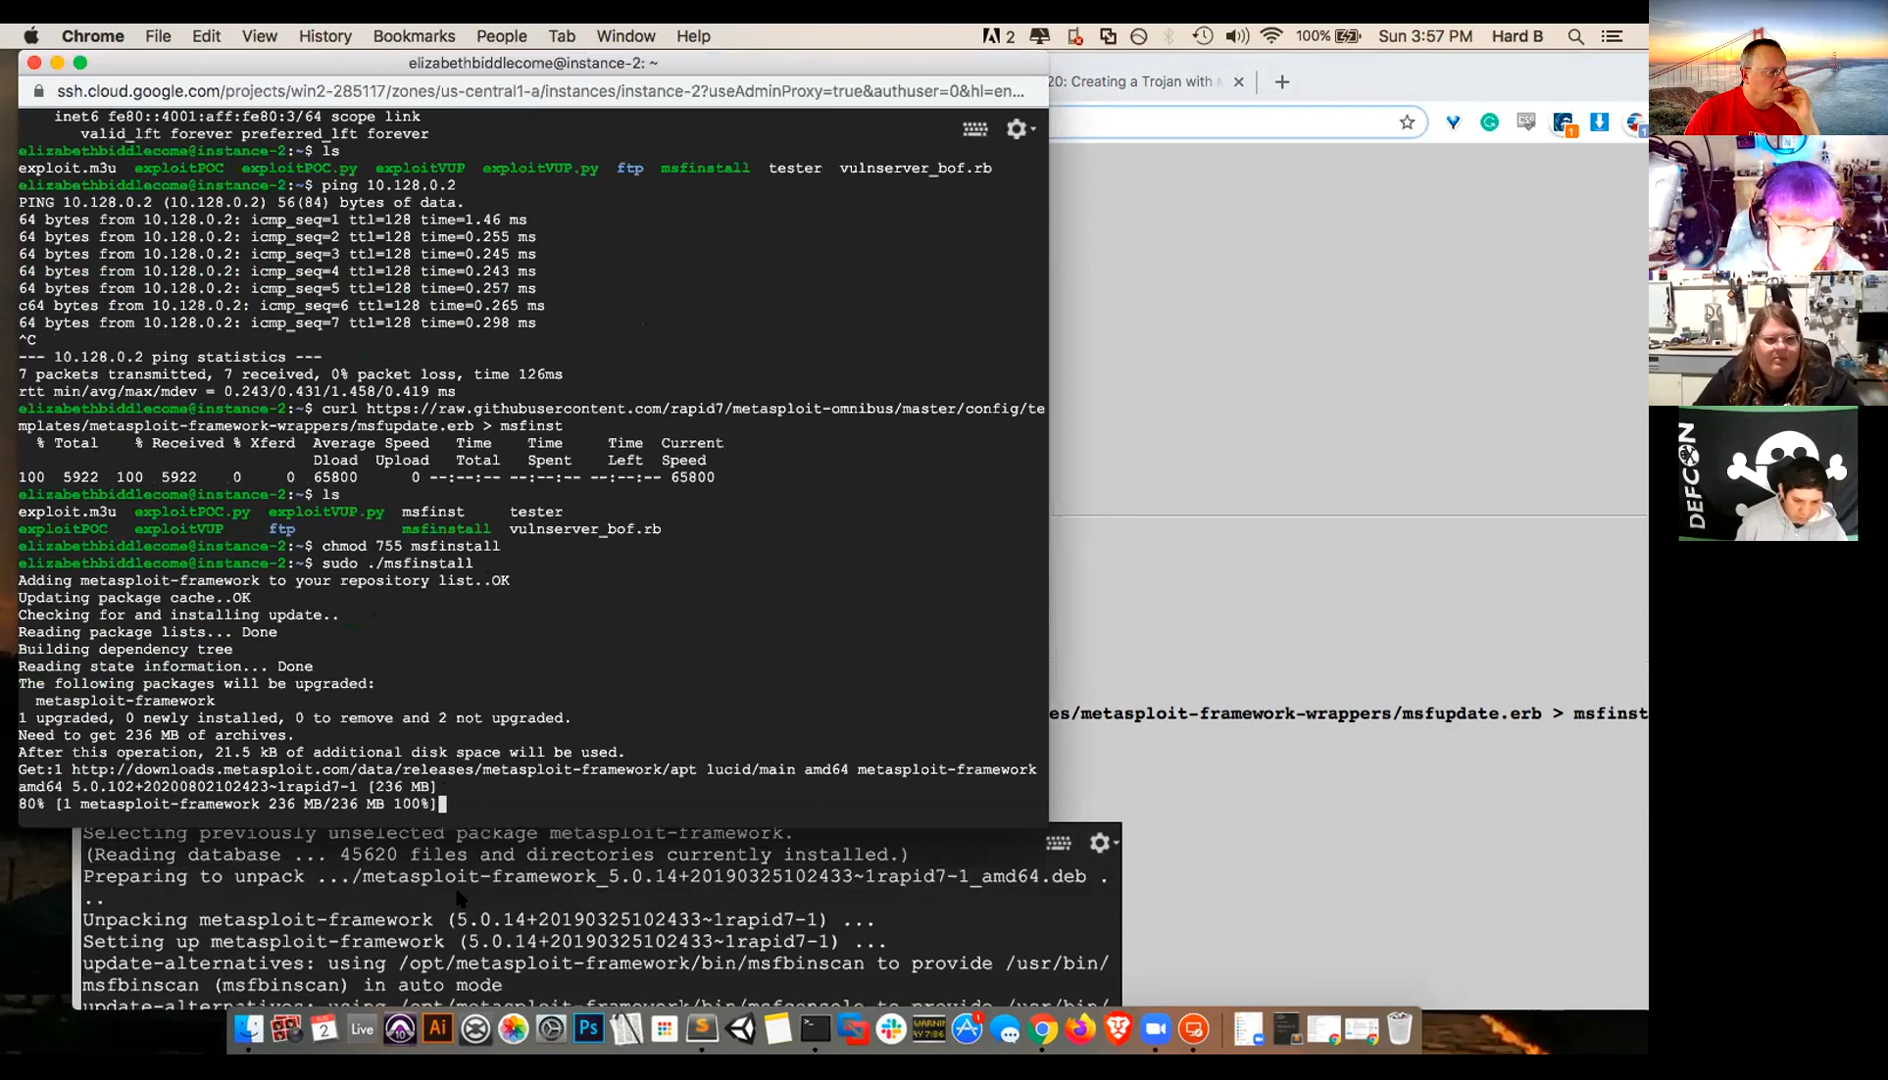 Chrome File Edit View History Bookmarks People Tab Window Help 2 100% Sun 3:57 PM Hard B
elizabethbiddlecome@instance-2: ~
ssh.cloud.google.com/projects/win2-285117/zones/us-central1-a/instances/instance-2?useAdminProxy=true&authuser=0&hl=en...
20: Creating a Trojan with
inet6 fe80::4001:aff:fe80:3/64 scope link
valid_lft forever preferred_lft forever
elizabethbiddlecome@instance-2:~$ ls
exploit.m3u exploitPOC exploitPOC.py exploitVUP exploitVUP.py ftp msfinstall tester vulnserver_bof.rb
elizabethbiddlecome@instance-2:~$ ping 10.128.0.2
PING 10.128.0.2 (10.128.0.2) 56(84) bytes of data.
64 bytes from 10.128.0.2: icmp_seq=1 ttl=128 time=1.46 ms
64 bytes from 10.128.0.2: icmp_seq=2 ttl=128 time=0.255 ms
64 bytes from 10.128.0.2: icmp_seq=3 ttl=128 time=0.245 ms
64 bytes from 10.128.0.2: icmp_seq=4 ttl=128 time=0.243 ms
64 bytes from 10.128.0.2: icmp_seq=5 ttl=128 time=0.257 ms
c64 bytes from 10.128.0.2: icmp_seq=6 ttl=128 time=0.265 ms
64 bytes from 10.128.0.2: icmp_seq=7 ttl=128 time=0.298 ms
^C
--- 10.128.0.2 ping statistics ---
7 packets transmitted, 7 received, 0% packet loss, time 126ms
rtt min/avg/max/mdev = 0.243/0.431/1.458/0.419 ms
elizabethbiddlecome@instance-2:~$ curl https://raw.githubusercontent.com/rapid7/metasploit-omnibus/master/config/te
mplates/metasploit-framework-wrappers/msfupdate.erb > msfinst
% Total % Received % Xferd Average Speed Time Time Time Current
Dload Upload Total Spent Left Speed
100 5922 100 5922 0 0 65800 0 --:--:-- --:--:-- --:--:-- 65800
elizabethbiddlecome@instance-2:~$ ls
exploit.m3u exploitPOC.py exploitVUP.py msfinst tester
exploitPOC exploitVUP ftp msfinstall vulnserver_bof.rb
elizabethbiddlecome@instance-2:~$ chmod 755 msfinstall
elizabethbiddlecome@instance-2:~$ sudo ./msfinstall
Adding metasploit-framework to your repository list..OK
Updating package cache..OK
Checking for and installing update..
Reading package lists... Done
Building dependency tree
Reading state information... Done
The following packages will be upgraded:
metasploit-framework
1 upgraded, 0 newly installed, 0 to remove and 2 not upgraded.
Need to get 236 MB of archives.
After this operation, 21.5 kB of additional disk space will be used.
Get:1 http://downloads.metasploit.com/data/releases/metasploit-framework/apt lucid/main amd64 metasploit-framework
amd64 5.0.102+20200802102433~1rapid7-1 [236 MB]
80% [1 metasploit-framework 236 MB/236 MB 100%]
es/metasploit-framework-wrappers/msfupdate.erb > msfinst
Selecting previously unselected package metasploit-framework.
(Reading database ... 45620 files and directories currently installed.)
Preparing to unpack .../metasploit-framework_5.0.14+20190325102433~1rapid7-1_amd64.deb .
..
Unpacking metasploit-framework (5.0.14+20190325102433~1rapid7-1) ...
Setting up metasploit-framework (5.0.14+20190325102433~1rapid7-1) ...
update-alternatives: using /opt/metasploit-framework/bin/msfbinscan to provide /usr/bin/
msfbinscan (msfbinscan) in auto mode
update-alternatives: using /opt/metasploit-framework/bin/msfconsole to provide /usr/bin/
2 Live 10 Ai Ps
DEFCON